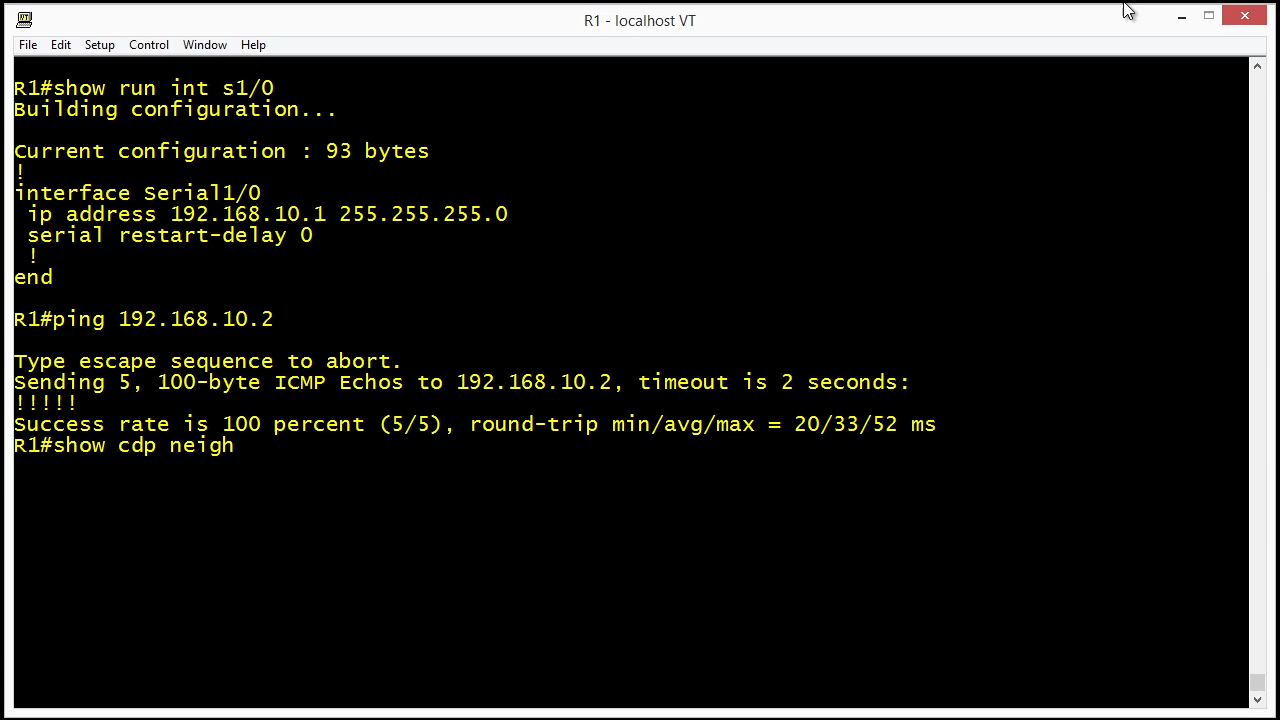 R1 - localhost VT
File Edit Setup Control Window Help
R1#show run int s1/0
Building configuration...
Current configuration : 93 bytes
!
interface Serial1/0
ip address 192.168.10.1 255.255.255.0
serial restart-delay 0
!
end
R1#ping 192.168.10.2
Type escape sequence to abort.
Sending 5, 100-byte ICMP Echos to 192.168.10.2, timeout is 2 seconds:
!!!!!
Success rate is 100 percent (5/5), round-trip min/avg/max = 20/33/52 ms
R1#show cdp neigh